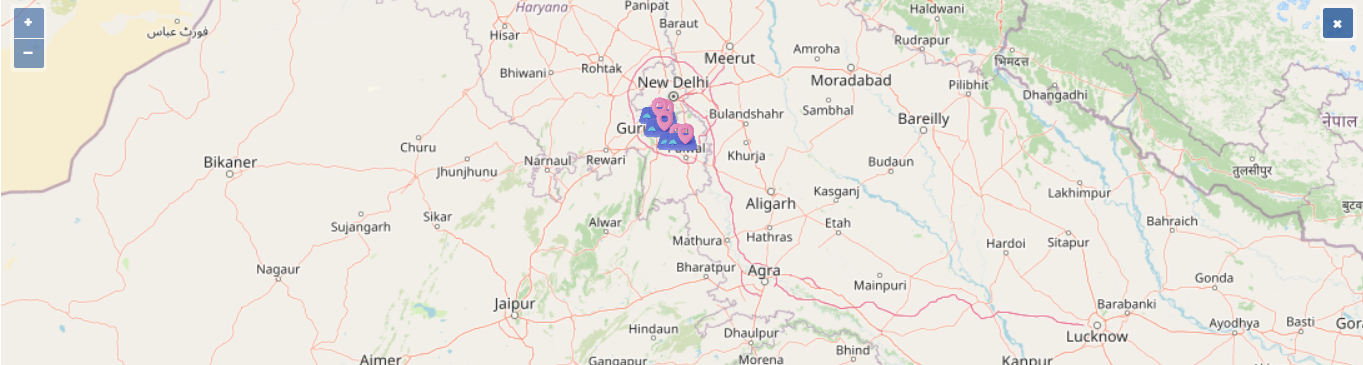 Haryana
Panipat
Haldwani
+
فورٹ عباس
Baraut
Hisar
Rudrapur
Amroha
Meerut
भिमदत्त
–
Bhiwani
Rohtak
New Delhi
Moradabad
Pilibhit
Dhangadhi
Sambhal
Bulandshahr
Bareilly
नेपाल
Churu
Khurja
Bikaner
Narnaul
Rewari
Budaun
Jhunjhunu
तुलसीपुर
Kasganj
Lakhimpur
Aligarh
Sikar
Alwar
Etah
Bahraich
Sujangarh
Hathras
Mathura
Hardoi
Sitapur
Nagaur
Bharatpur
Agra
Mainpuri
Gonda
Jaipur
Barabanki
Hindaun
Dhaulpur
Ayodhya
Basti
Lucknow
Bhind
Ajmer
Gangapur
Morena
Kanpur